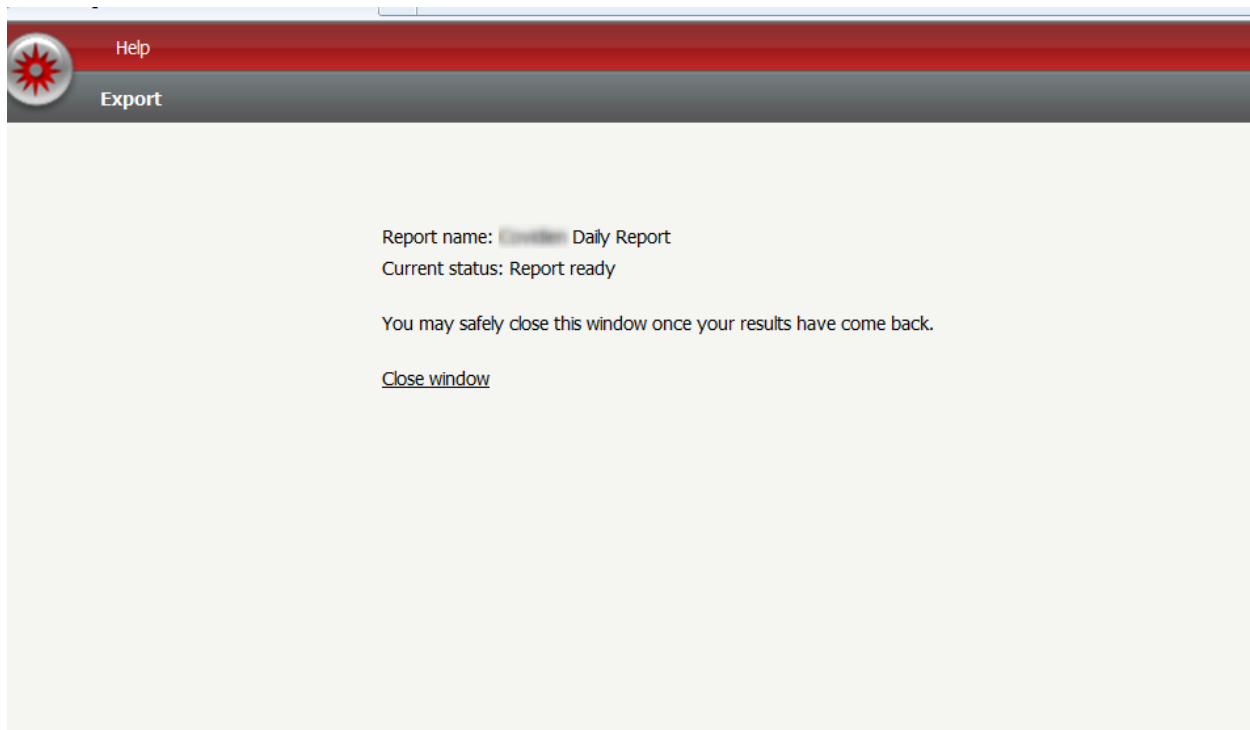 Help
Export
Report name: Daily Report
Current status: Report ready
You may safely close this window once your results have come back.
Close window